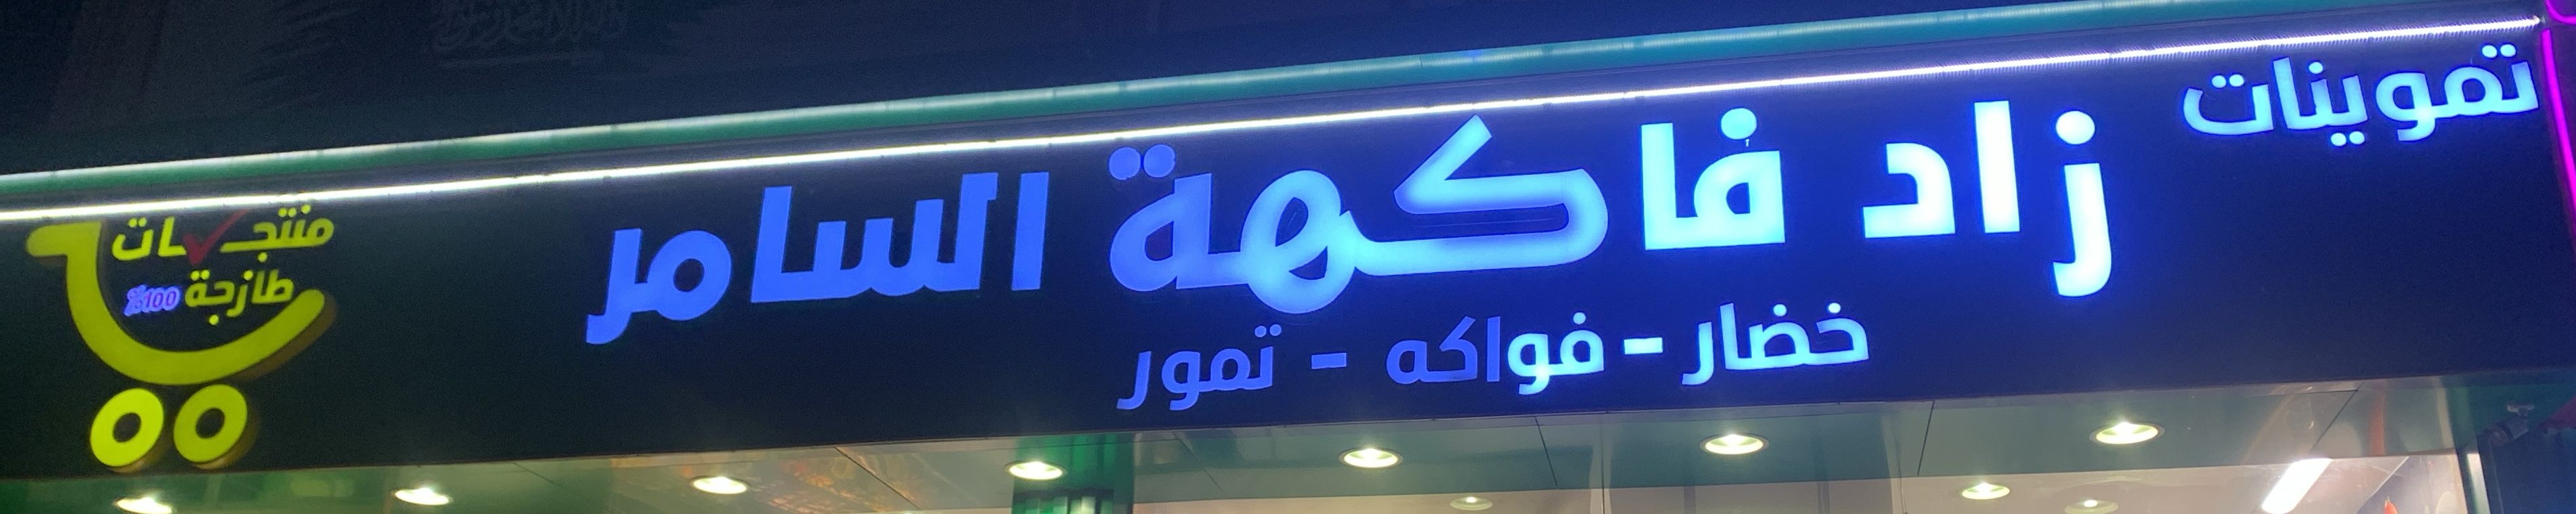 تموينات
زاد فاكهة السامر
خضار - فواكه - تمور
منتجات
طازجة 100%